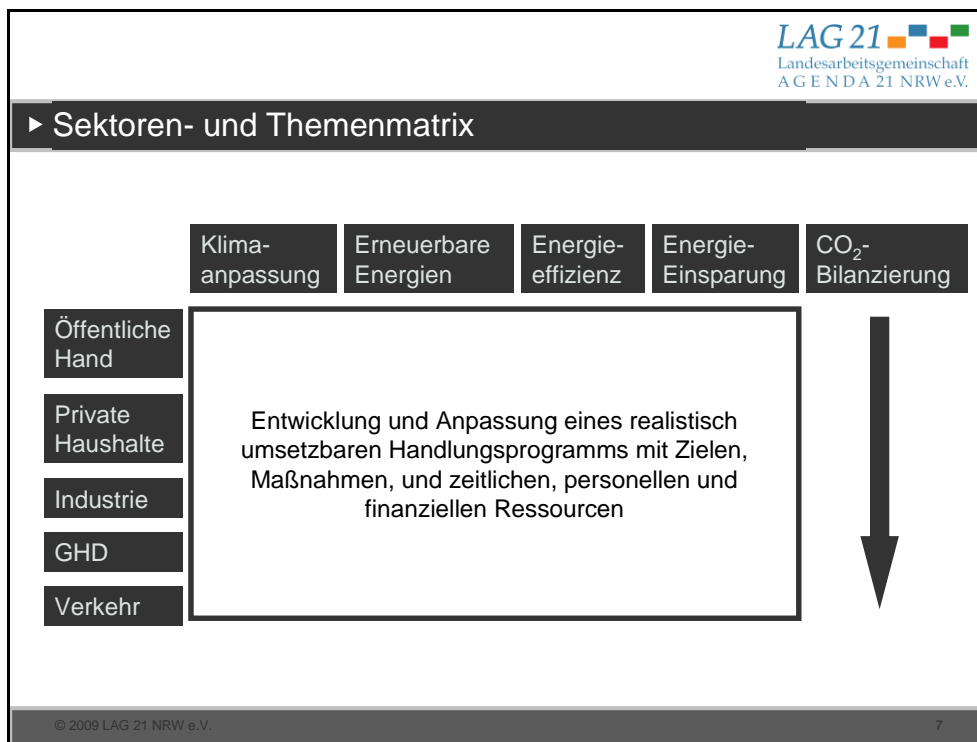 LAG 21
Landesarbeitsgemeinschaft
AGENDA 21 NRW e.V.
Sektoren- und Themenmatrix
Klima-
anpassung
Erneuerbare
Energien
Energie-
effizienz
Energie-
Einsparung
CO₂-
Bilanzierung
Öffentliche
Hand
Private
Haushalte
Industrie
GHD
Verkehr
Entwicklung und Anpassung eines realistisch
umsetzbaren Handlungsprogramms mit Zielen,
Maßnahmen, und zeitlichen, personellen und
finanziellen Ressourcen
© 2009 LAG 21 NRW e.V.
7